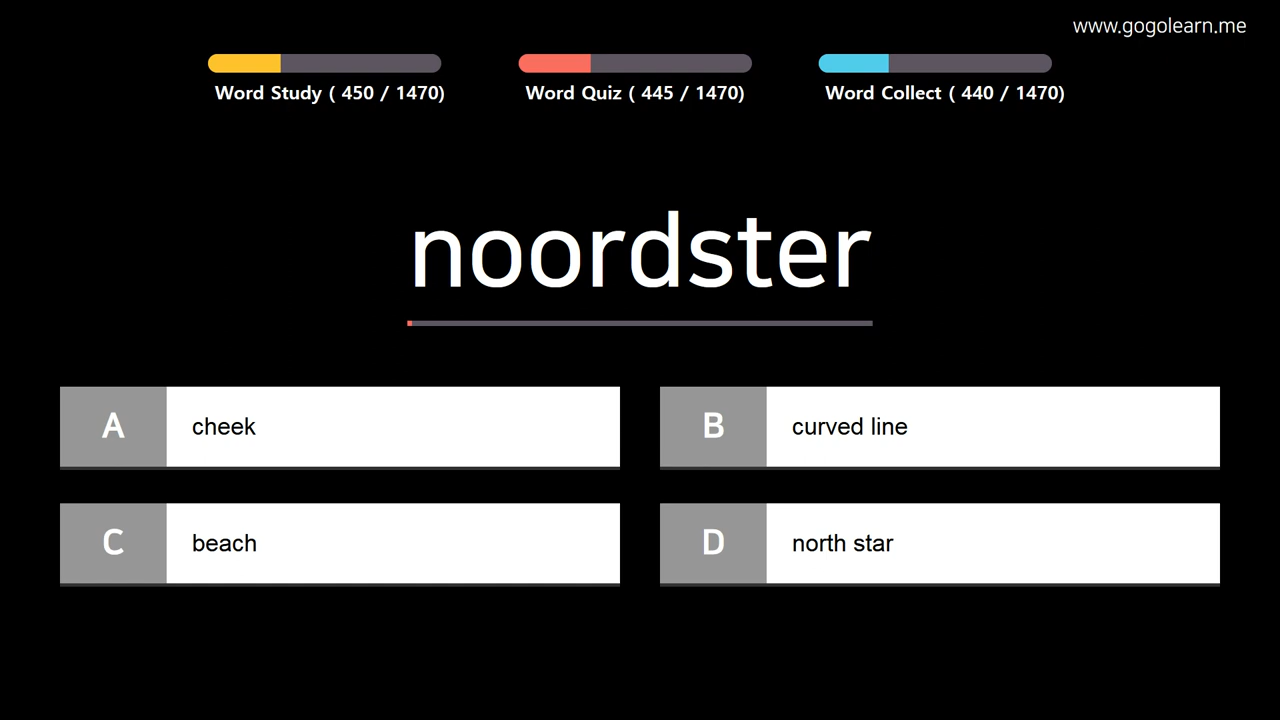 www.gogolearn.me
Word Study ( 450 / 1470)
Word Quiz ( 445 / 1470)
Word Collect ( 440 / 1470)
noordster
A cheek
B curved line
C beach
D north star